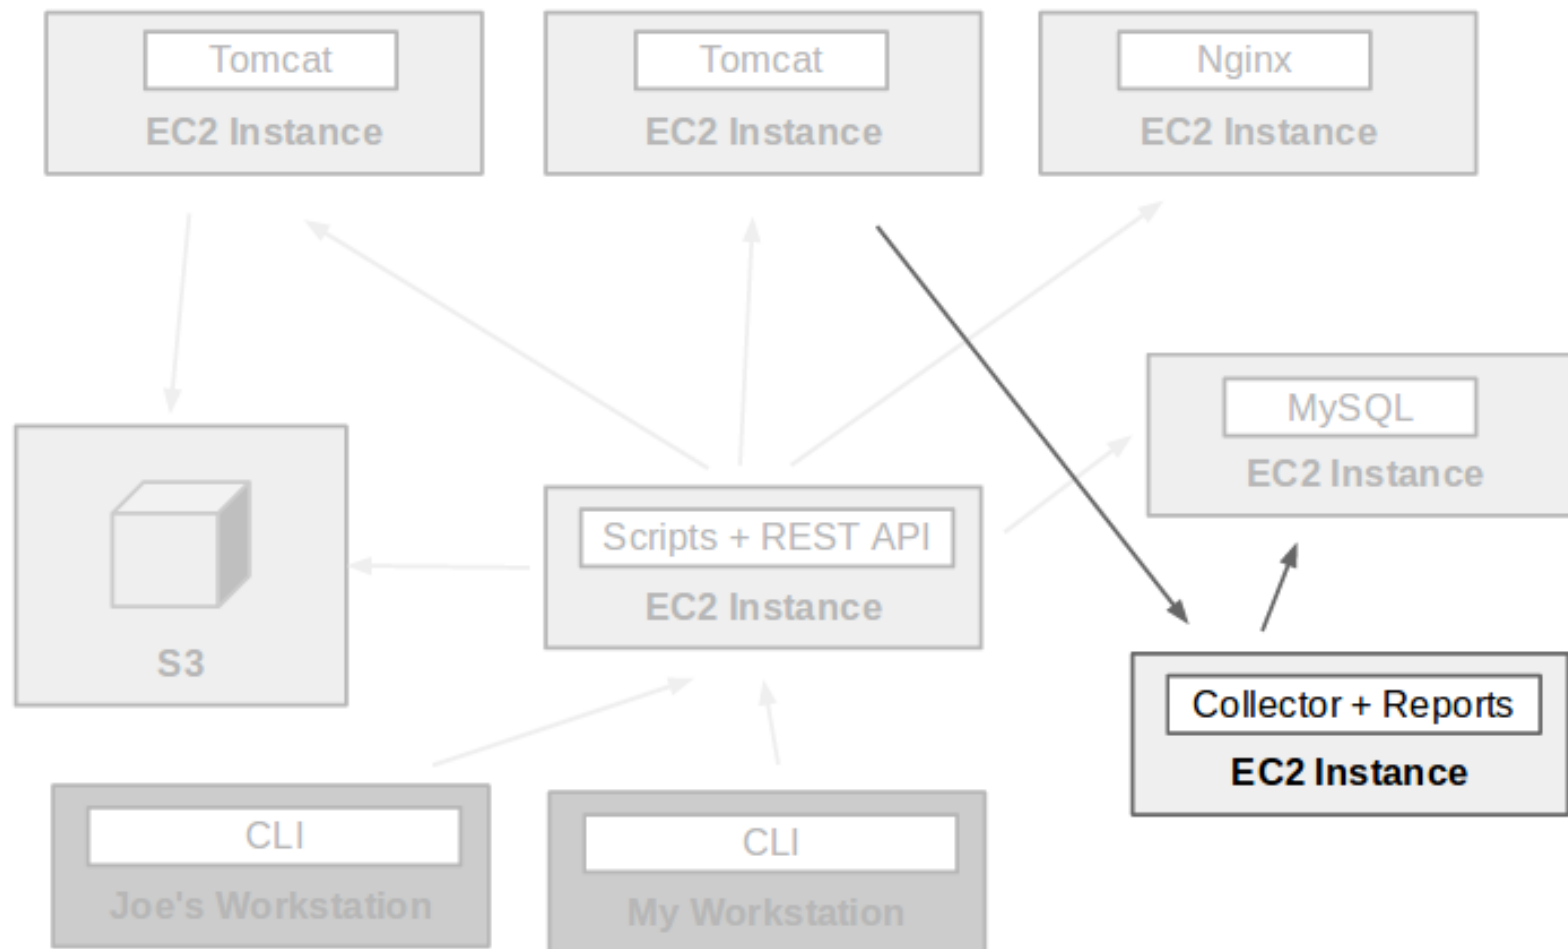 Tomcat
EC2 Instance
Tomcat
EC2 Instance
Nginx
EC2 Instance
MySQL
EC2 Instance
S3
Scripts + REST API
EC2 Instance
Collector + Reports
EC2 Instance
CLI
Joe's Workstation
CLI
My Workstation